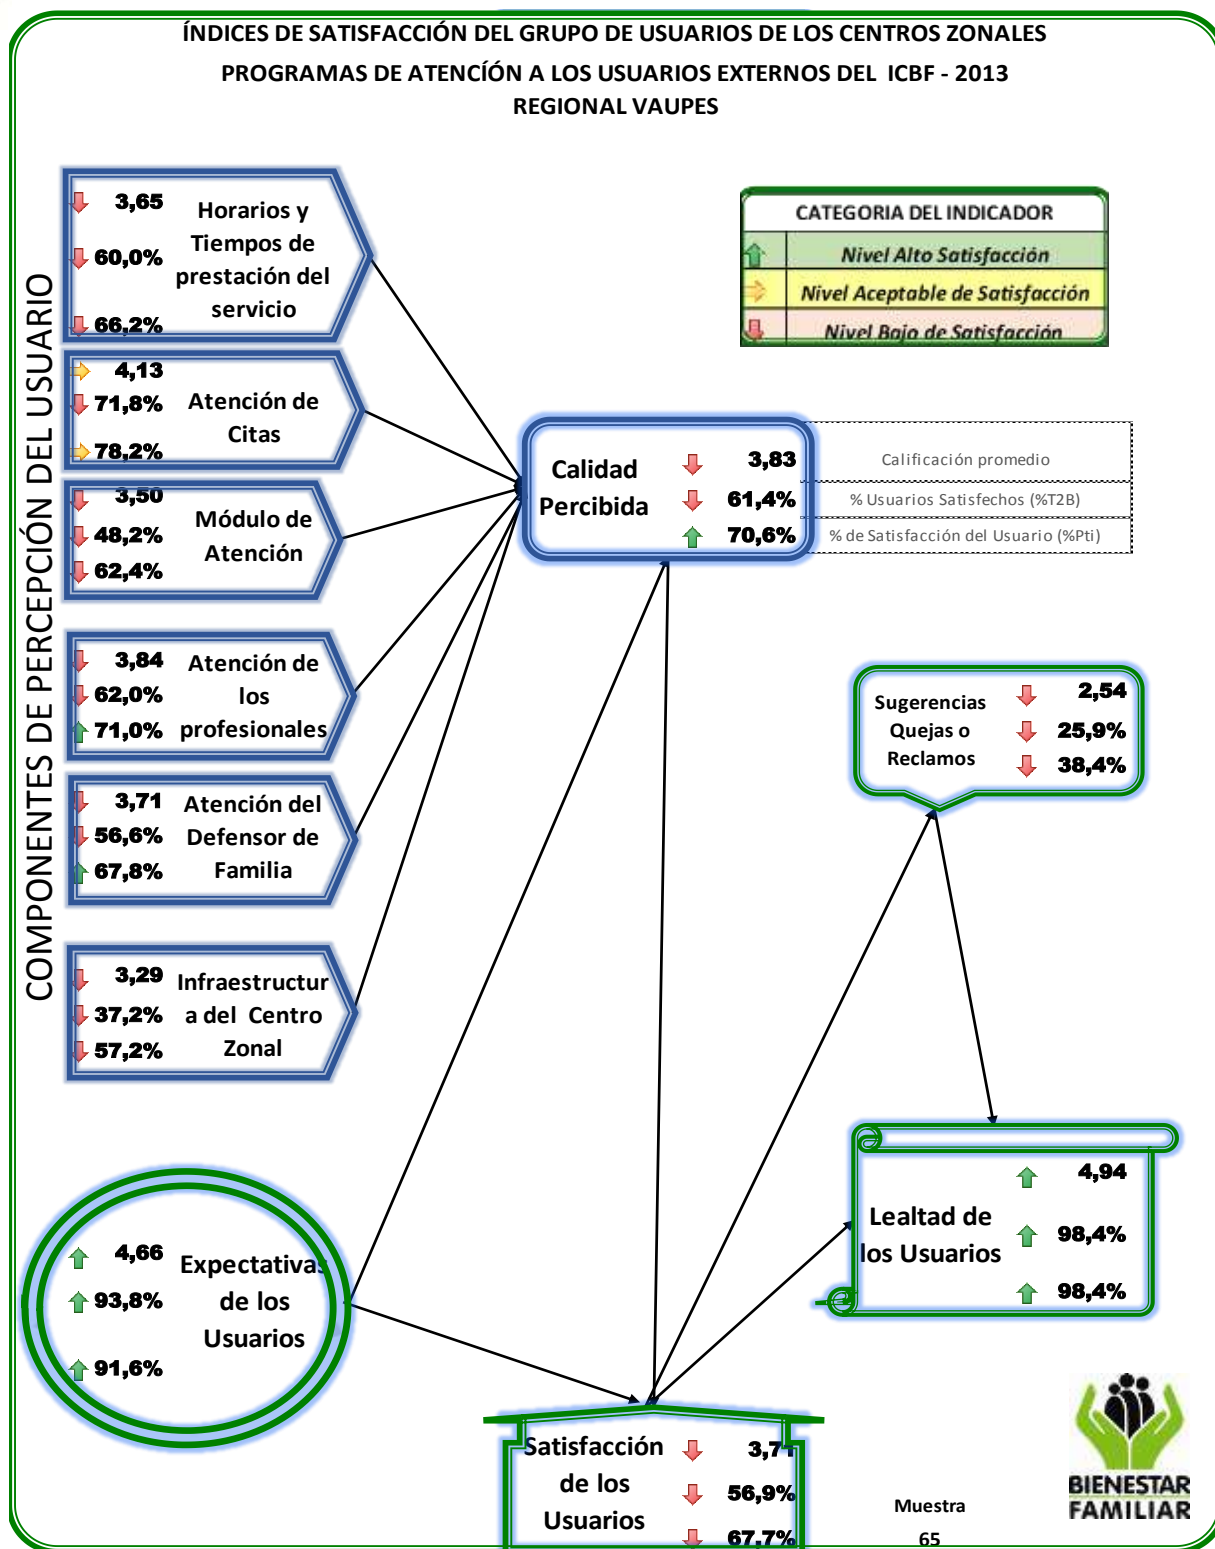 ÍNDICES DE SATISFACCIÓN DEL GRUPO DE USUARIOS DE LOS CENTROS ZONALES
PROGRAMAS DE ATENCÍÓN A LOS USUARIOS EXTERNOS DEL ICBF - 2013
REGIONAL VAUPES
COMPONENTES DE PERCEPCIÓN DEL USUARIO
3,65
60,0%
66,2%
Horarios y
Tiempos de
prestación del
servicio
CATEGORIA DEL INDICADOR
Nivel Alto Satisfacción
Nivel Aceptable de Satisfacción
Nivel Bajo de Satisfacción
4,13
71,8%
78,2%
Atención de
Citas
3,50
48,2%
62,4%
Módulo de
Atención
Calidad
Percibida
3,83
61,4%
70,6%
Calificación promedio
% Usuarios Satisfechos (%T2B)
% de Satisfacción del Usuario (%Pti)
3,84
62,0%
71,0%
Atención de
los
profesionales
Sugerencias
Quejas o
Reclamos
2,54
25,9%
38,4%
3,71
56,6%
67,8%
Atención del
Defensor de
Familia
3,29
37,2%
57,2%
Infraestructur
a del Centro
Zonal
Lealtad de
los Usuarios
4,94
98,4%
98,4%
4,66
93,8%
91,6%
Expectativas
de los
Usuarios
Satisfacción
de los
Usuarios
3,71
56,9%
67,7%
Muestra
65
BIENESTAR
FAMILIAR